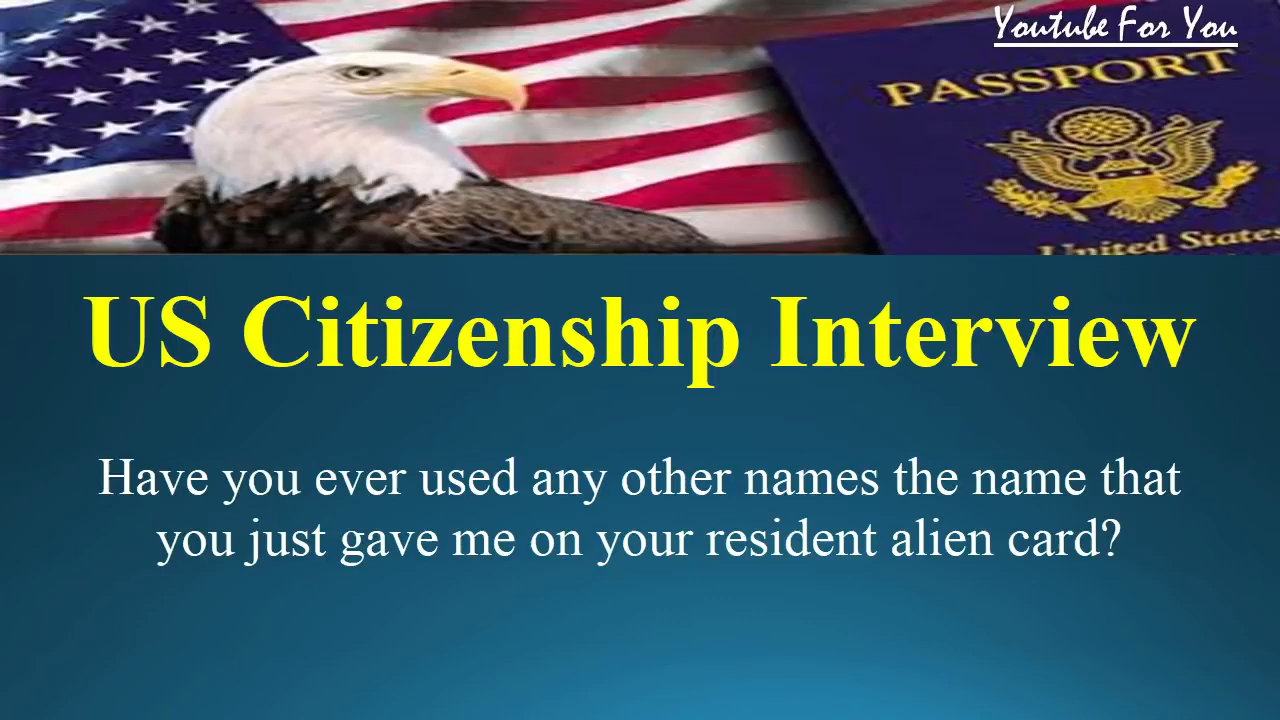 Youtube For You
PASSPORT
United States
US Citizenship Interview
Have you ever used any other names the name that
you just gave me on your resident alien card?